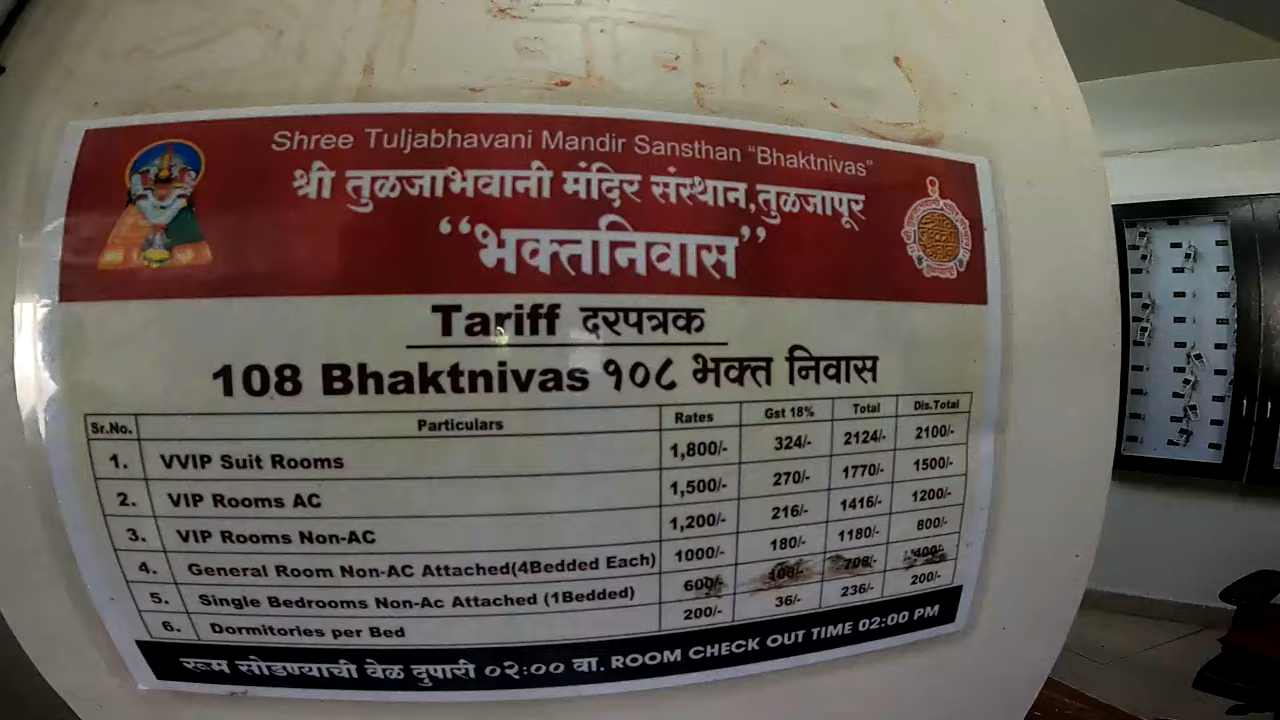 Shree Tuljabhavani Mandir Sansthan "Bhaktnivas"
श्री तुळजाभवानी मंदिर संस्थान,तुळजापूर
“भक्तनिवास”
Tariff दरपत्रक
108 Bhaktnivas १०८ भक्त निवास
Sr.No. Particulars Rates Gst 18% Total Dis.Total
1. VVIP Suit Rooms 1,800/- 324/- 2124/- 2100/-
2. VIP Rooms AC 1,500/- 270/- 1770/- 1500/-
3. VIP Rooms Non-AC 1,200/- 216/- 1416/- 1200/-
4. General Room Non-AC Attached(4Bedded Each) 1000/- 180/- 1180/- 800/-
5. Single Bedrooms Non-Ac Attached (1Bedded) 600/- 108/- 708/- 400/-
6. Dormitories per Bed 200/- 36/- 236/- 200/-
रूम सोडण्याची वेळ दुपारी ०२:०० वा. ROOM CHECK OUT TIME 02:00 PM